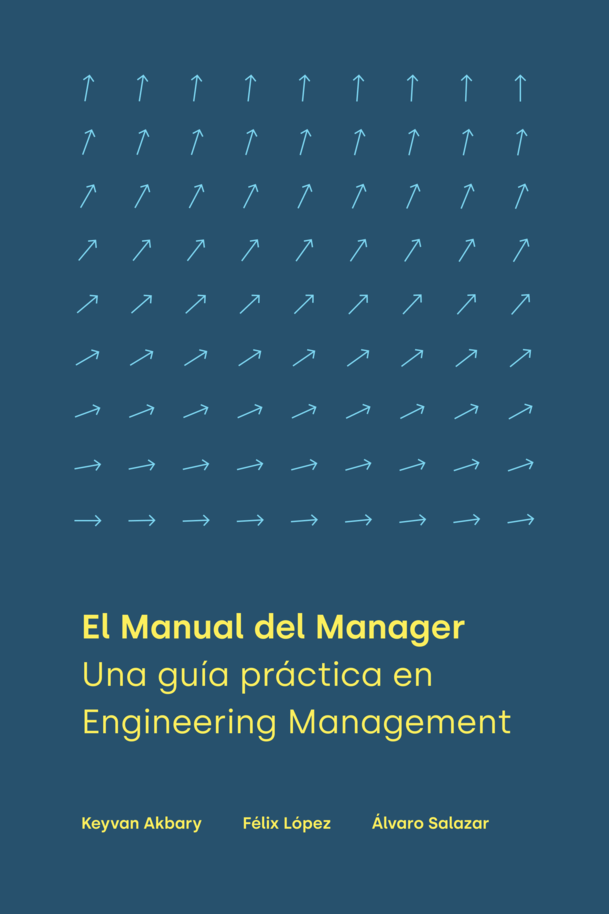 El Manual del Manager
Una guía práctica en
Engineering Management
Keyvan Akbary Félix López Álvaro Salazar